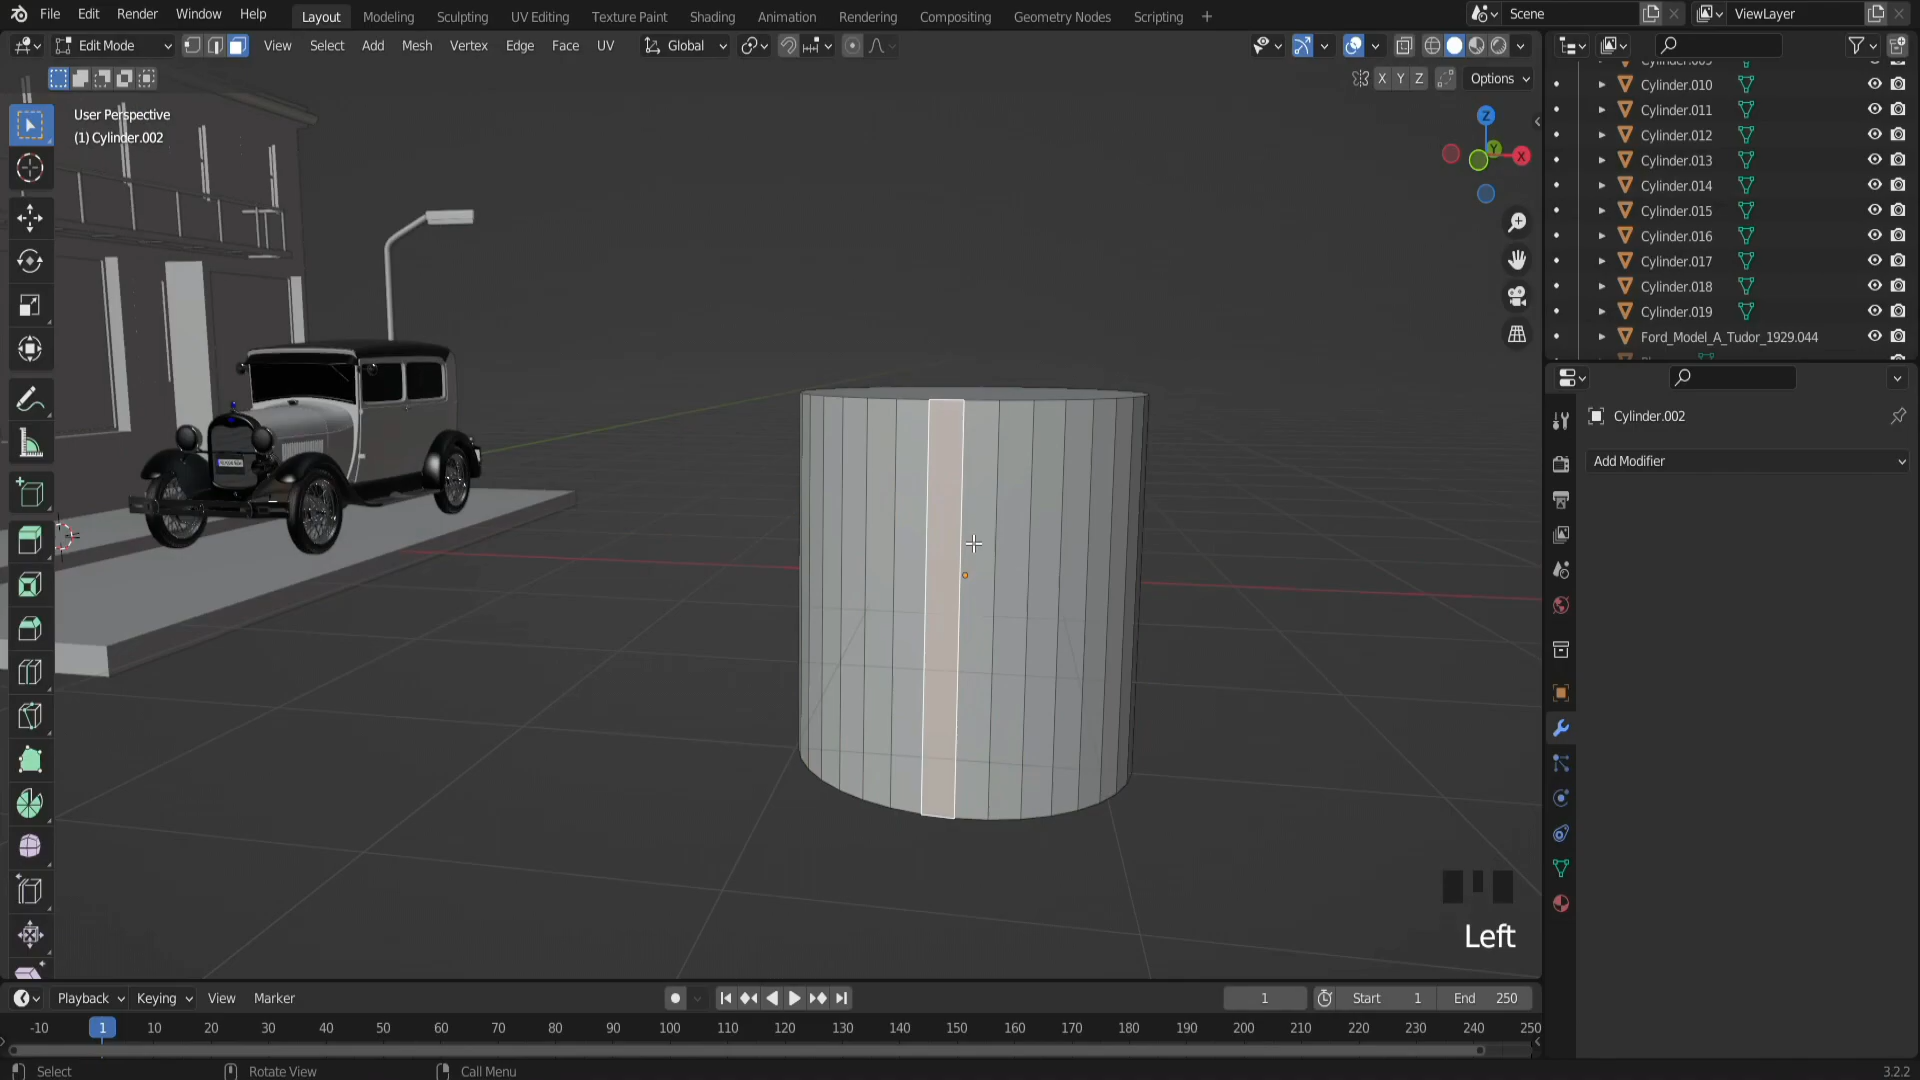 File Edit Render Window Help Layout Modeling Sculpting UV Editing Texture Paint Shading Animation Rendering Compositing Geometry Nodes Scripting + Scene ViewLayer
Edit Mode View Select Add Mesh Vertex Edge Face UV Global
X Y Z Options
User Perspective
(1) Cylinder.002
Z
Y
X
Cylinder.010
Cylinder.011
Cylinder.012
Cylinder.013
Cylinder.014
Cylinder.015
Cylinder.016
Cylinder.017
Cylinder.018
Cylinder.019
Ford_Model_A_Tudor_1929.044
Cylinder.002
Add Modifier
Left
Playback Keying View Marker 1 Start 1 End 250
-10 1 10 20 30 40 50 60 70 80 90 100 110 120 130 140 150 160 170 180 190 200 210 220 230 240 250
Select Rotate View Call Menu 3.2.2